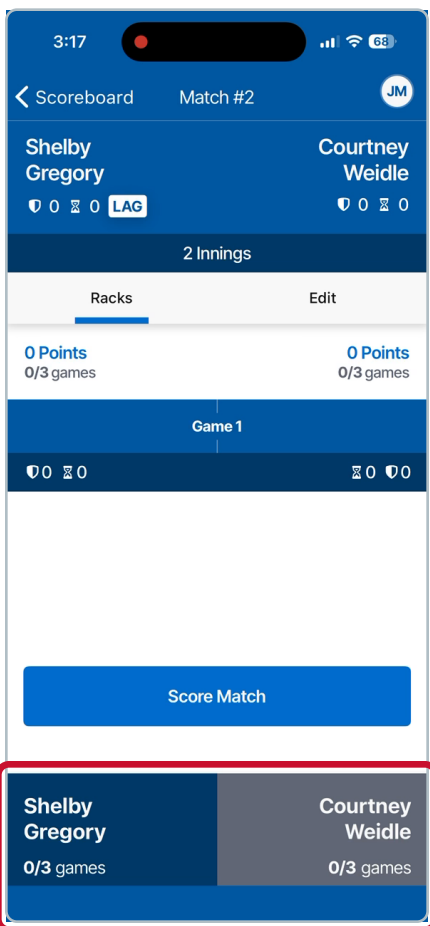 3:17 68
Scoreboard Match #2 JM
Shelby Courtney
Gregory Weidle
0 0 LAG 0 0
2 Innings
Racks Edit
0 Points 0 Points
0/3 games 0/3 games
Game 1
0 0 0 0
Score Match
Shelby Courtney
Gregory Weidle
0/3 games 0/3 games